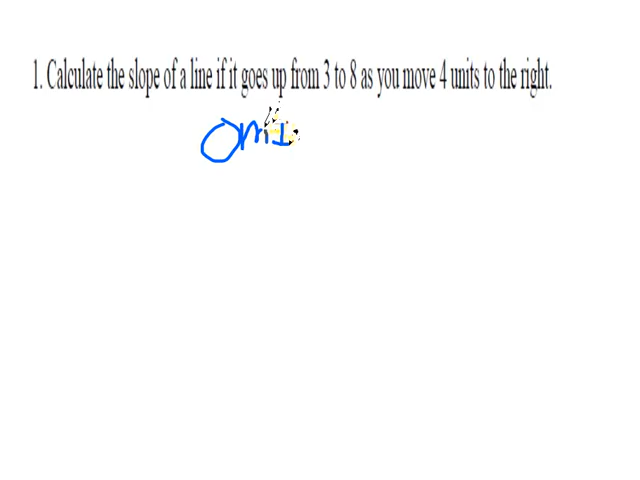 1. Calculate the slope of a line if it goes up from 3 to 8 as you move 4 units to the right.